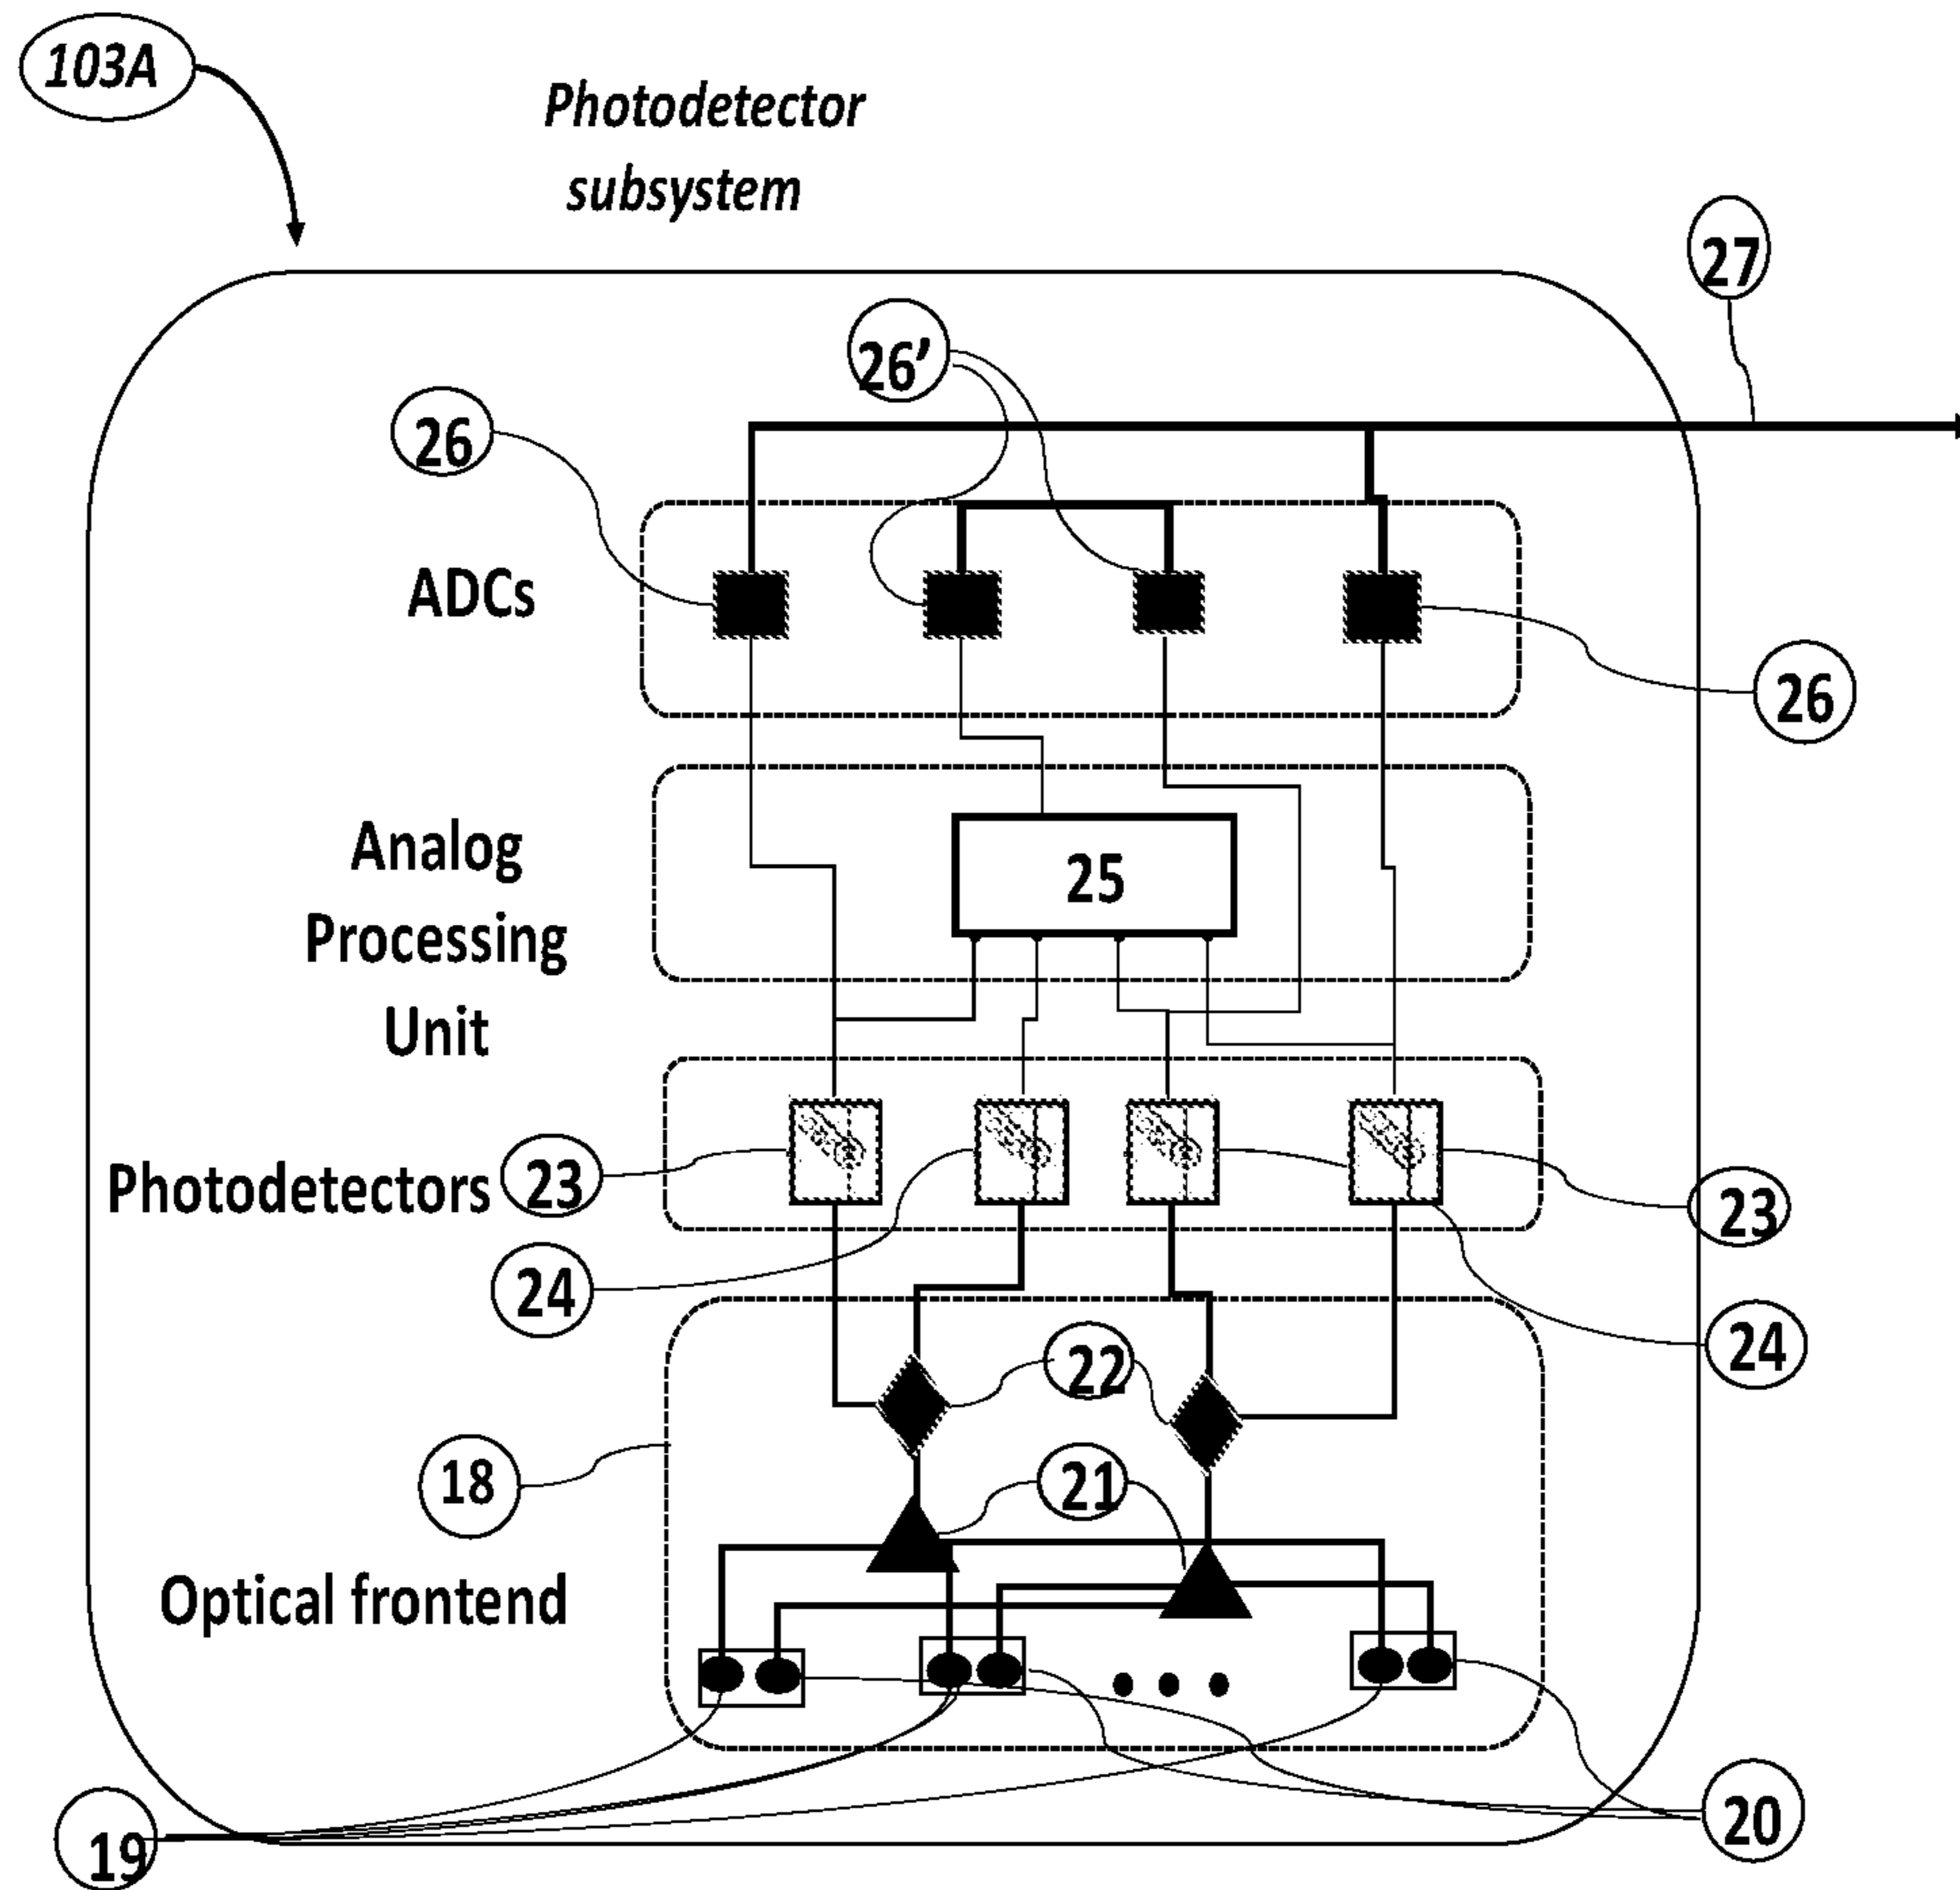 103A
Photodetector
subsystem
27
26'
26
ADCs
26
Analog
Processing
Unit
25
Photodetectors
23
23
24
24
22
18
21
Optical frontend
19
20